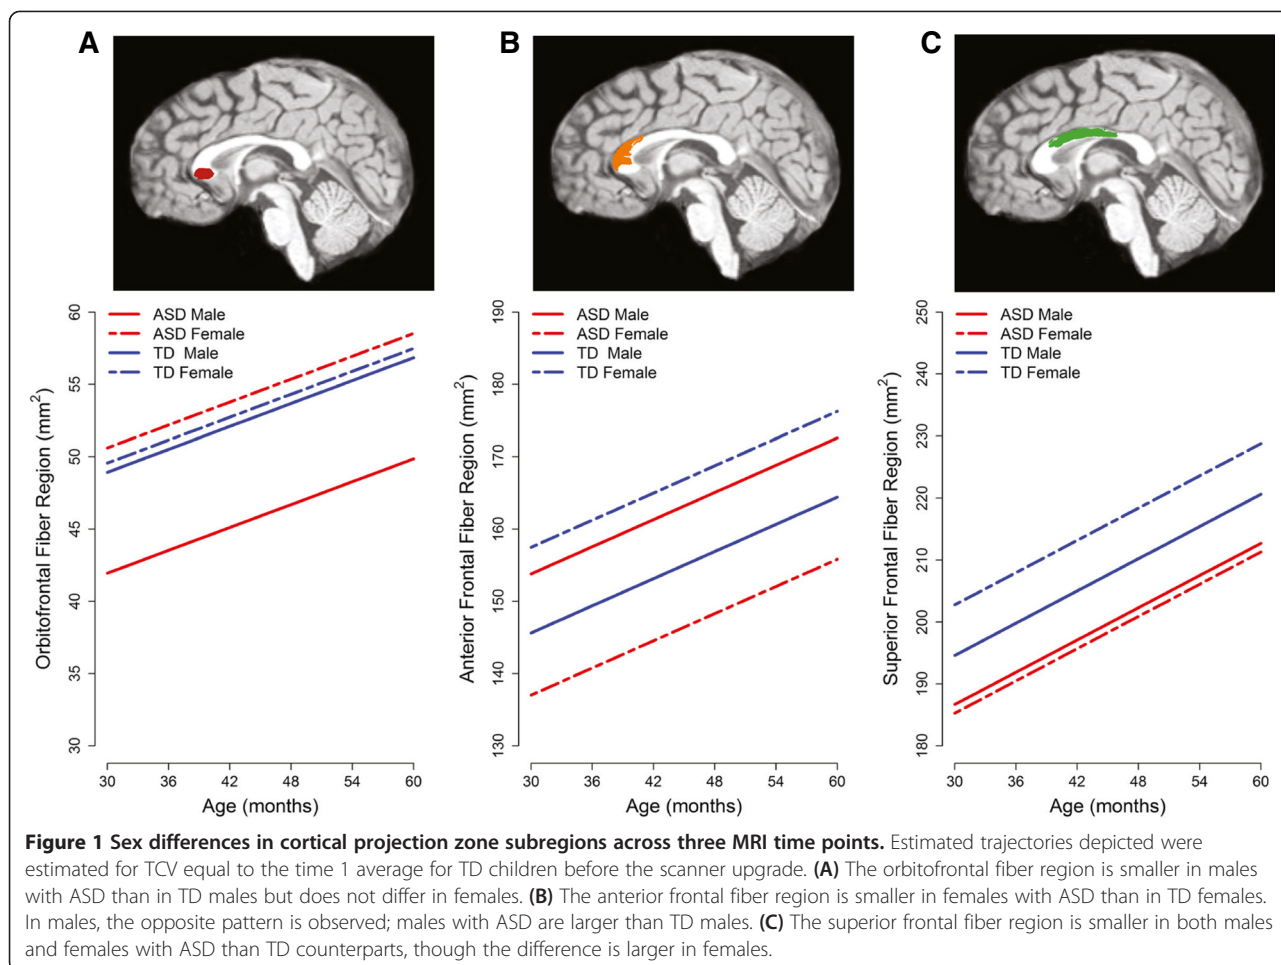 A
B
C
ASD Male
ASD Female
TD Male
TD Female
Orbitofrontal Fiber Region (mm2)
60
55
50
45
40
35
30
30 36 42 48 54 60
Age (months)
ASD Male
ASD Female
TD Male
TD Female
Anterior Frontal Fiber Region (mm2)
190
180
170
160
150
140
130
30 36 42 48 54 60
Age (months)
ASD Male
ASD Female
TD Male
TD Female
Superior Frontal Fiber Region (mm2)
250
240
230
220
210
200
190
180
30 36 42 48 54 60
Age (months)
Figure 1 Sex differences in cortical projection zone subregions across three MRI time points. Estimated trajectories depicted were
estimated for TCV equal to the time 1 average for TD children before the scanner upgrade. (A) The orbitofrontal fiber region is smaller in males
with ASD than in TD males but does not differ in females. (B) The anterior frontal fiber region is smaller in females with ASD than in TD females.
In males, the opposite pattern is observed; males with ASD are larger than TD males. (C) The superior frontal fiber region is smaller in both males
and females with ASD than TD counterparts, though the difference is larger in females.